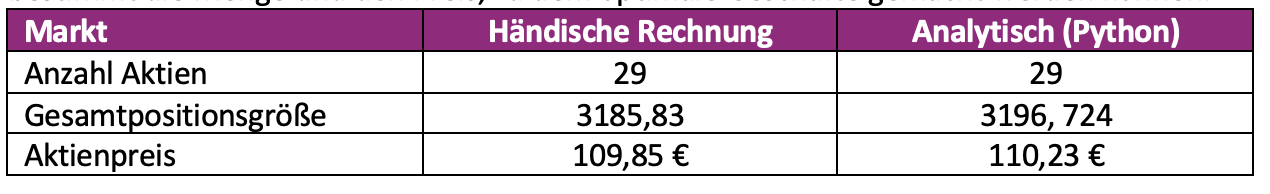 Markt Händische Rechnung Analytisch (Python)
Anzahl Aktien 29 29
Gesamtpositionsgröße 3185,83 3196, 724
Aktienpreis 109,85 € 110,23 €